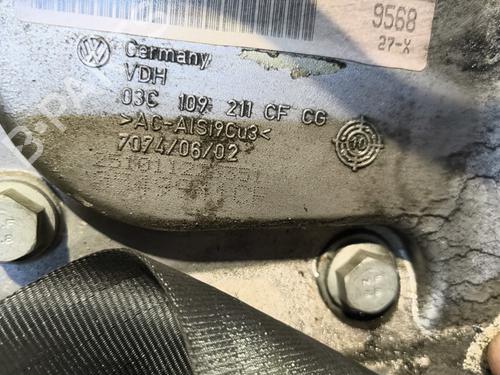 9568
27-X
Germany
VDH
03C 109 211 CF CG
>AC-AlSi9Cu3<
7074/06/02
10